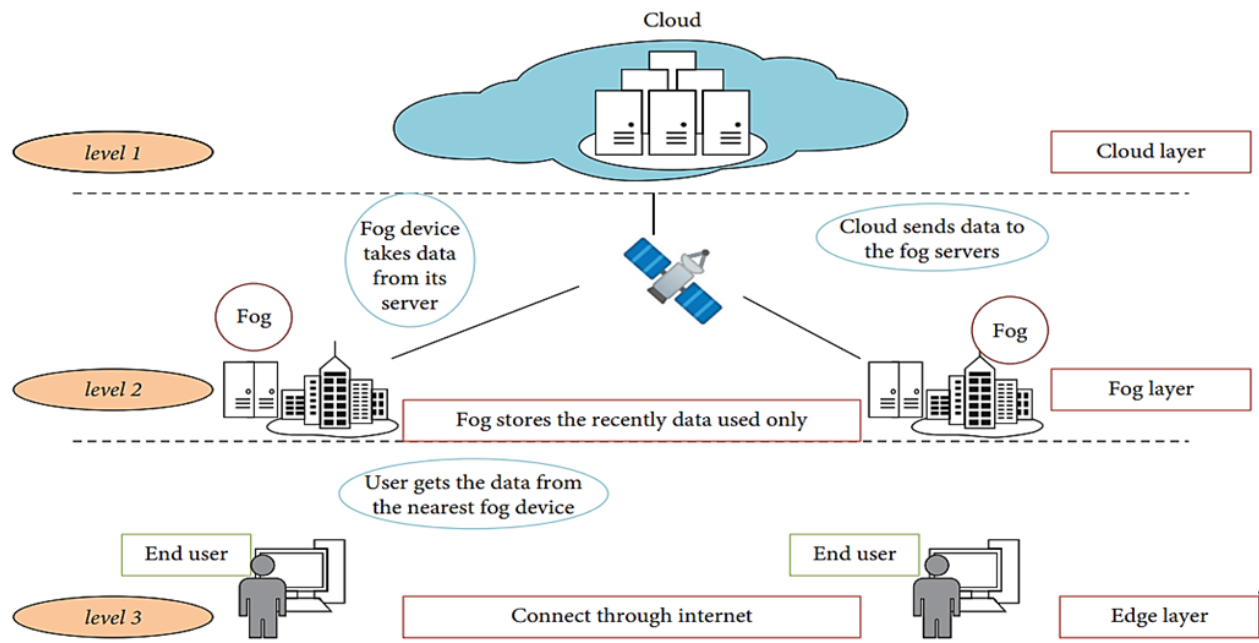 Cloud
level 1
Cloud layer
Fog device
takes data
from its
server
Cloud sends data to
the fog servers
Fog
Fog
level 2
Fog layer
Fog stores the recently data used only
User gets the data from
the nearest fog device
End user
End user
level 3
Connect through internet
Edge layer